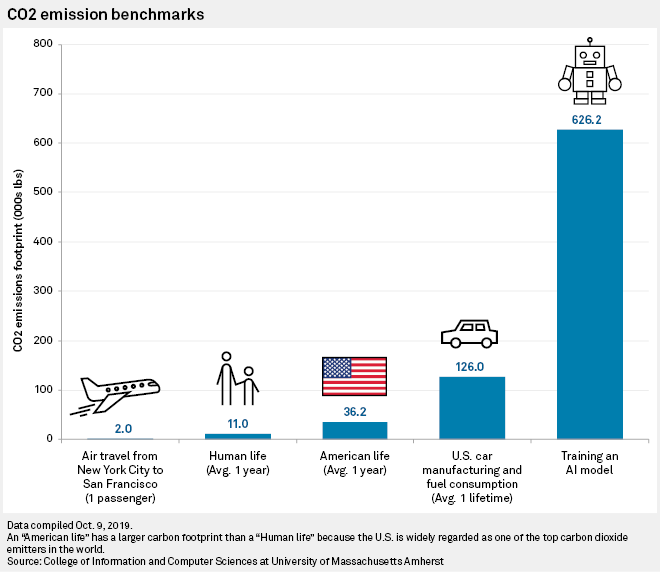 CO2 emission benchmarks
CO2 emissions footprint (000s lbs)
800
700
600
500
400
300
200
100
0
2.0
11.0
36.2
126.0
626.2
Air travel from
New York City to
San Francisco
(1 passenger)
Human life
(Avg. 1 year)
American life
(Avg. 1 year)
U.S. car
manufacturing and
fuel consumption
(Avg. 1 lifetime)
Training an
AI model
Data compiled Oct. 9, 2019.
An “American life” has a larger carbon footprint than a “Human life” because the U.S. is widely regarded as one of the top carbon dioxide
emitters in the world.
Source: College of Information and Computer Sciences at University of Massachusetts Amherst